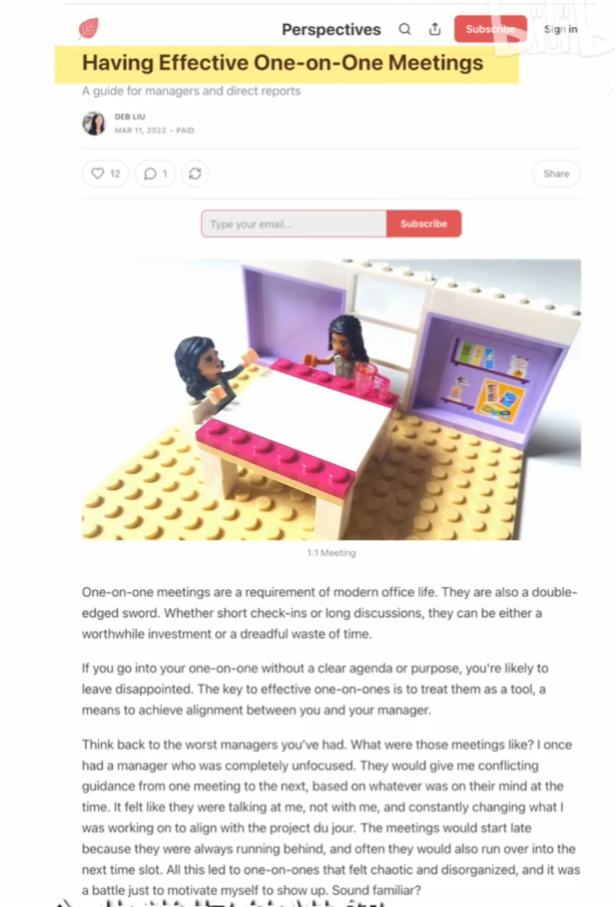 Perspectives
Subscribe
Sign in
Having Effective One-on-One Meetings
A guide for managers and direct reports
DEB LIU
MAR 11, 2022 • PAID
12
1
Share
Type your email...
Subscribe
1:1 Meeting
One-on-one meetings are a requirement of modern office life. They are also a double-
edged sword. Whether short check-ins or long discussions, they can be either a
worthwhile investment or a dreadful waste of time.
If you go into your one-on-one without a clear agenda or purpose, you're likely to
leave disappointed. The key to effective one-on-ones is to treat them as a tool, a
means to achieve alignment between you and your manager.
Think back to the worst managers you've had. What were those meetings like? I once
had a manager who was completely unfocused. They would give me conflicting
guidance from one meeting to the next, based on whatever was on their mind at the
time. It felt like they were talking at me, not with me, and constantly changing what I
was working on to align with the project du jour. The meetings would start late
because they were always running behind, and often they would also run over into the
next time slot. All this led to one-on-ones that felt chaotic and disorganized, and it was
a battle just to motivate myself to show up. Sound familiar?